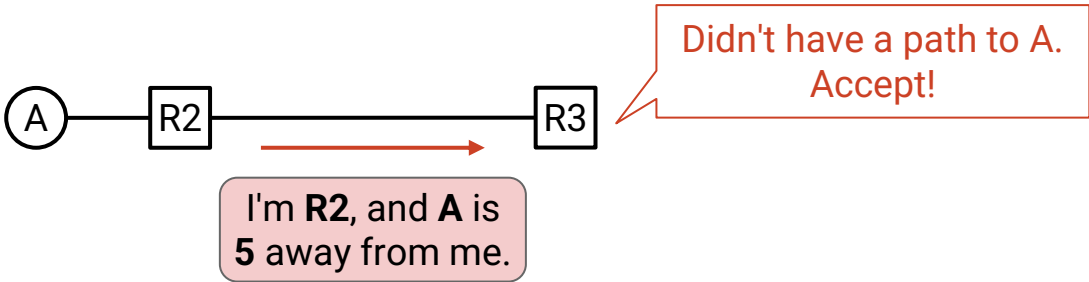 Didn't have a path to A.
Accept!
A
R2
R3
I'm R2, and A is
5 away from me.